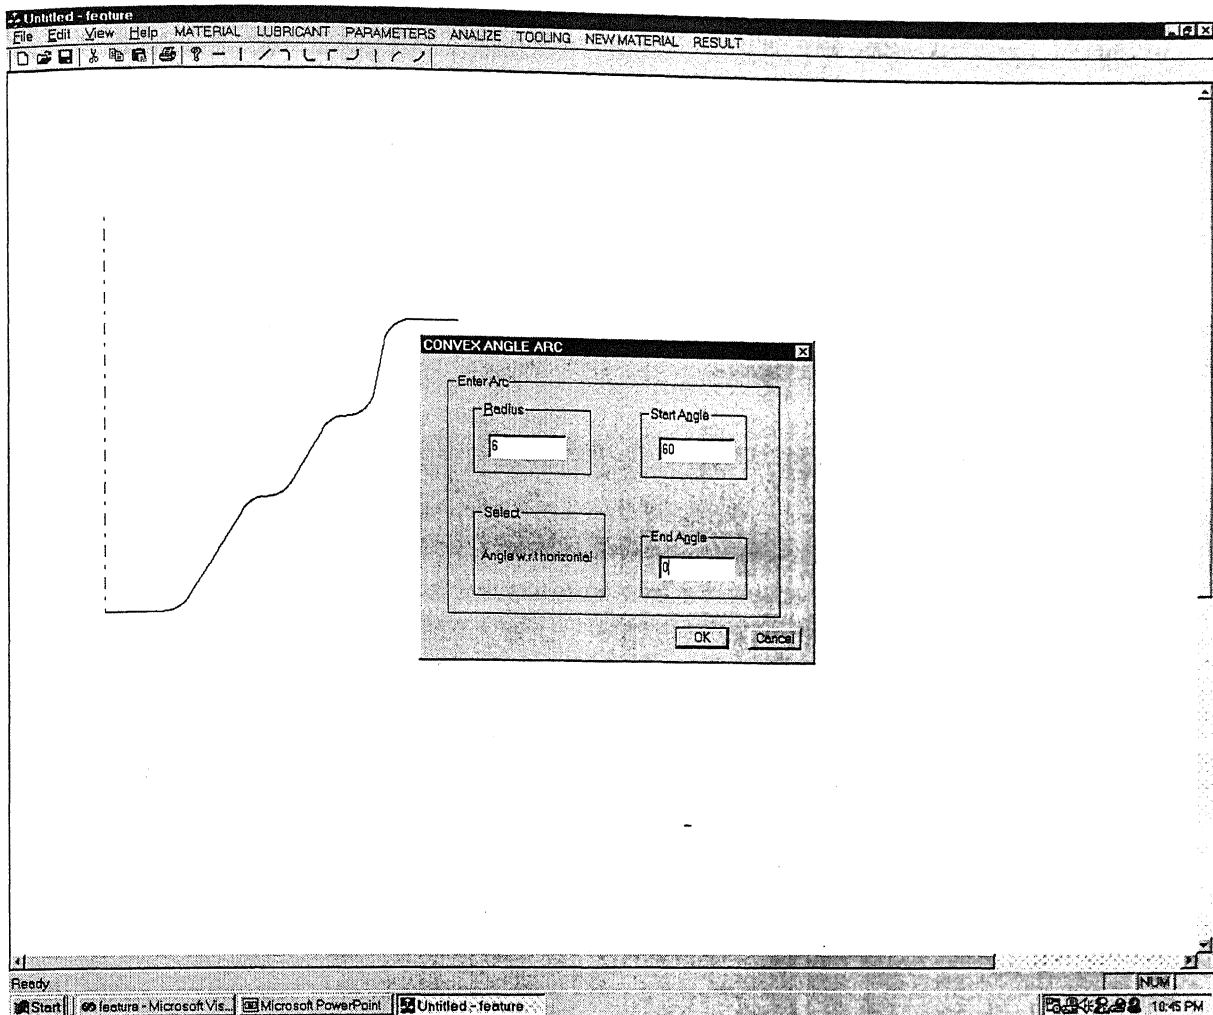 Untitled - feature
File Edit View Help MATERIAL LUBRICANT PARAMETERS ANALIZE TOOLING NEW MATERIAL RESULT
CONVEX ANGLE ARC
Enter Arc
Radius
Start Angle
6
60
Select
End Angle
Angle w.r.t horizontal
0
OK
Cancel
Ready
NUM
Start
feature - Microsoft Vis...
Microsoft PowerPoint
Untitled - feature
10:45 PM